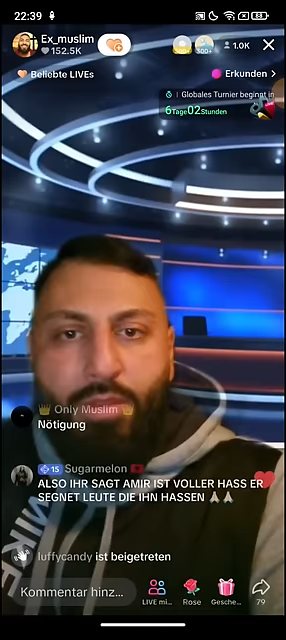 22:39
58
Ex_muslim
152.5K
300+
1.0K
Beliebte LIVEs
Erkunden >
Globales Turnier beginnt in
6Tage02Stunden
Only Muslim
Nötigung
15 Sugarmelon
ALSO IHR SAGT AMIR IST VOLLER HASS ER
SEGNET LEUTE DIE IHN HASSEN 🙏🙏
luffycandy ist beigetreten
Kommentar hinz...
LIVE mi...
Rose
Gesche...
79